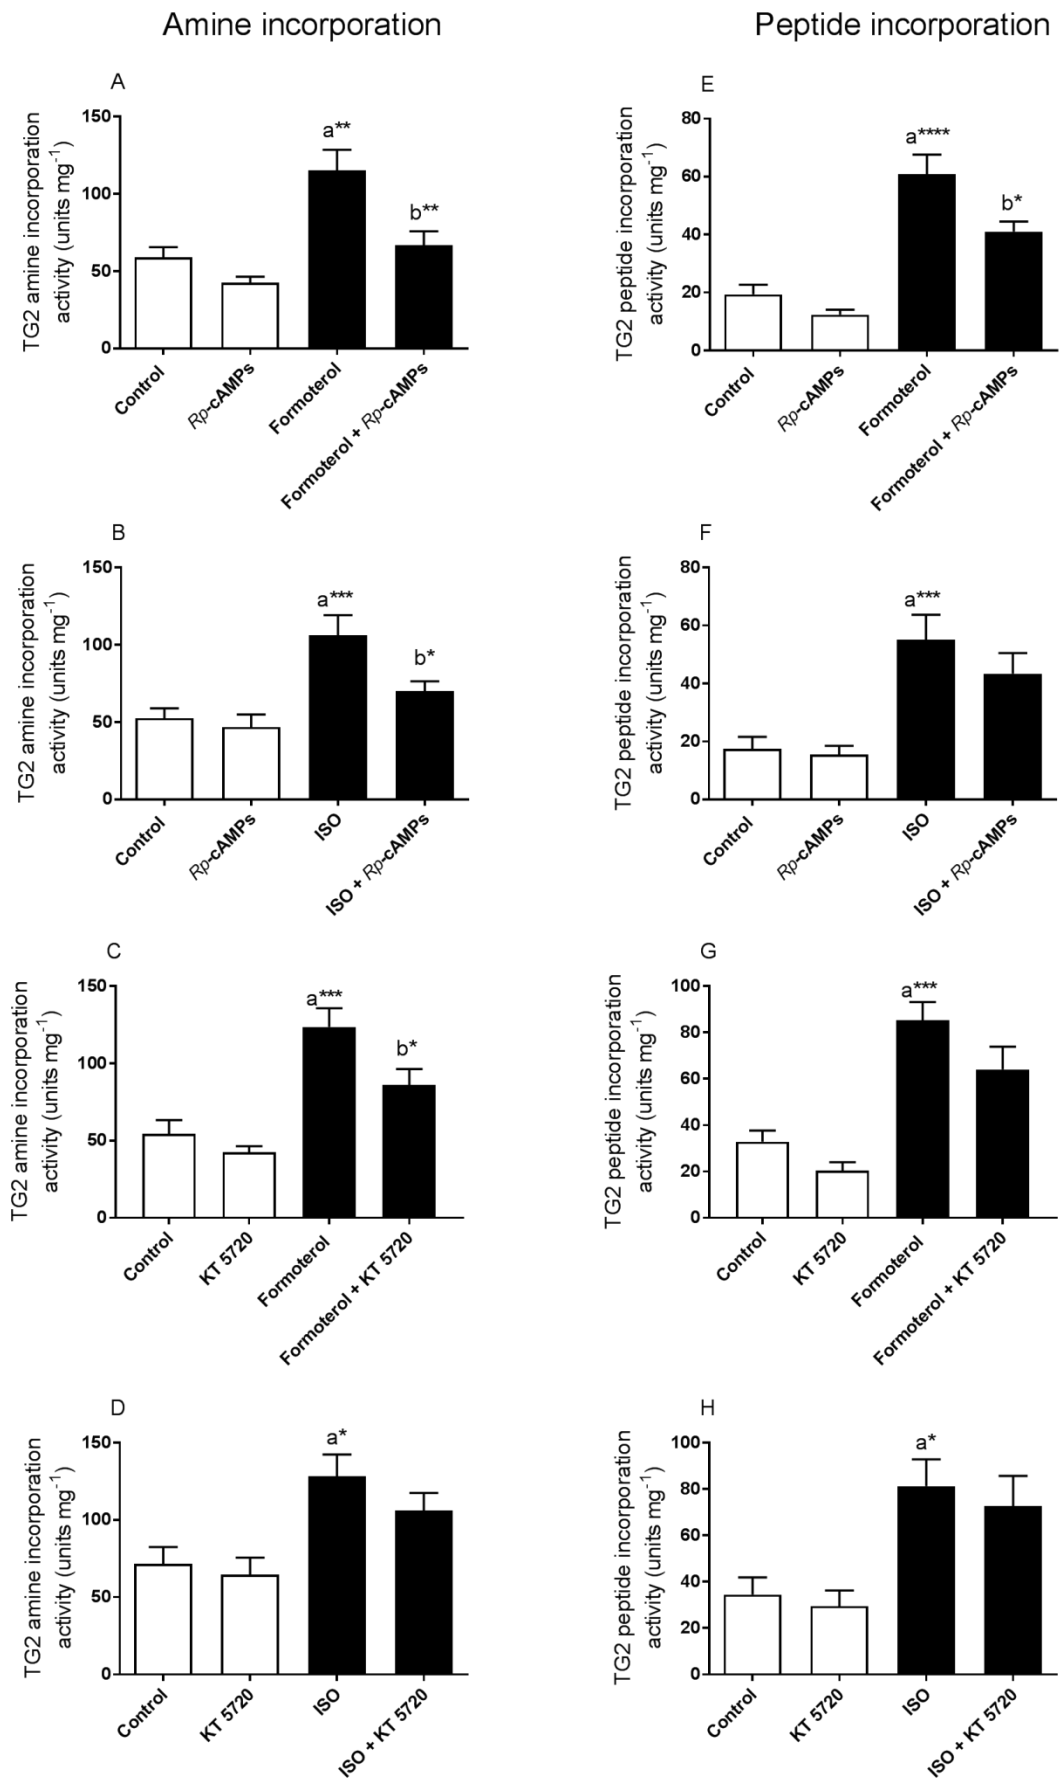 Amine incorporation
Peptide incorporation
A
TG2 amine incorporation
activity (units mg⁻¹)
150
100
50
0
a**
b**
Control
Rp-cAMPs
Formoterol
Formoterol + Rp-cAMPs
E
TG2 peptide incorporation
activity (units mg⁻¹)
80
60
40
20
0
a****
b*
Control
Rp-cAMPs
Formoterol
Formoterol + Rp-cAMPs
B
TG2 amine incorporation
activity (units mg⁻¹)
150
100
50
0
a***
b*
Control
Rp-cAMPs
ISO
ISO + Rp-cAMPs
F
TG2 peptide incorporation
activity (units mg⁻¹)
80
60
40
20
0
a***
Control
Rp-cAMPs
ISO
ISO + Rp-cAMPs
C
TG2 amine incorporation
activity (units mg⁻¹)
150
100
50
0
a***
b*
Control
KT 5720
Formoterol
Formoterol + KT 5720
G
TG2 peptide incorporation
activity (units mg⁻¹)
100
80
60
40
20
0
a***
Control
KT 5720
Formoterol
Formoterol + KT 5720
D
TG2 amine incorporation
activity (units mg⁻¹)
150
100
50
0
a*
Control
KT 5720
ISO
ISO + KT 5720
H
TG2 peptide incorporation
activity (units mg⁻¹)
100
80
60
40
20
0
a*
Control
KT 5720
ISO
ISO + KT 5720